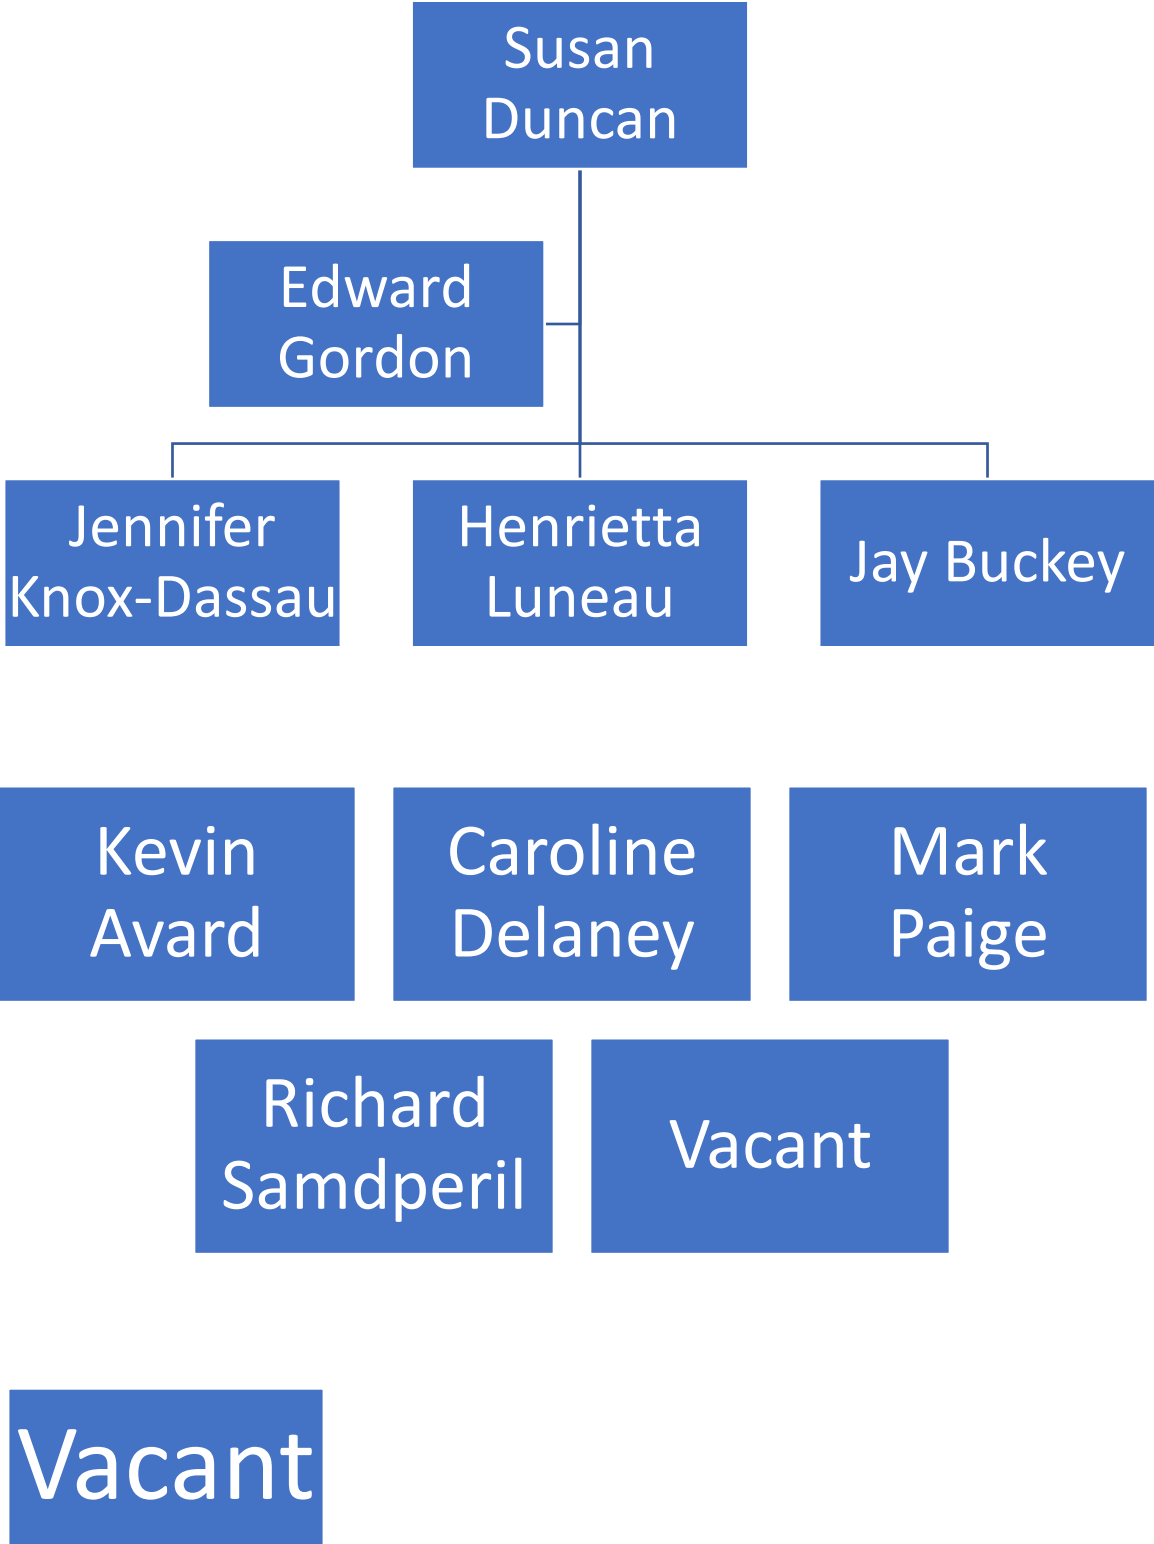 Susan
Duncan
Edward
Gordon
Jennifer
Knox-Dassau
Henrietta
Luneau
Jay Buckey
Kevin
Avard
Caroline
Delaney
Mark
Paige
Richard
Samdperil
Vacant
Vacant